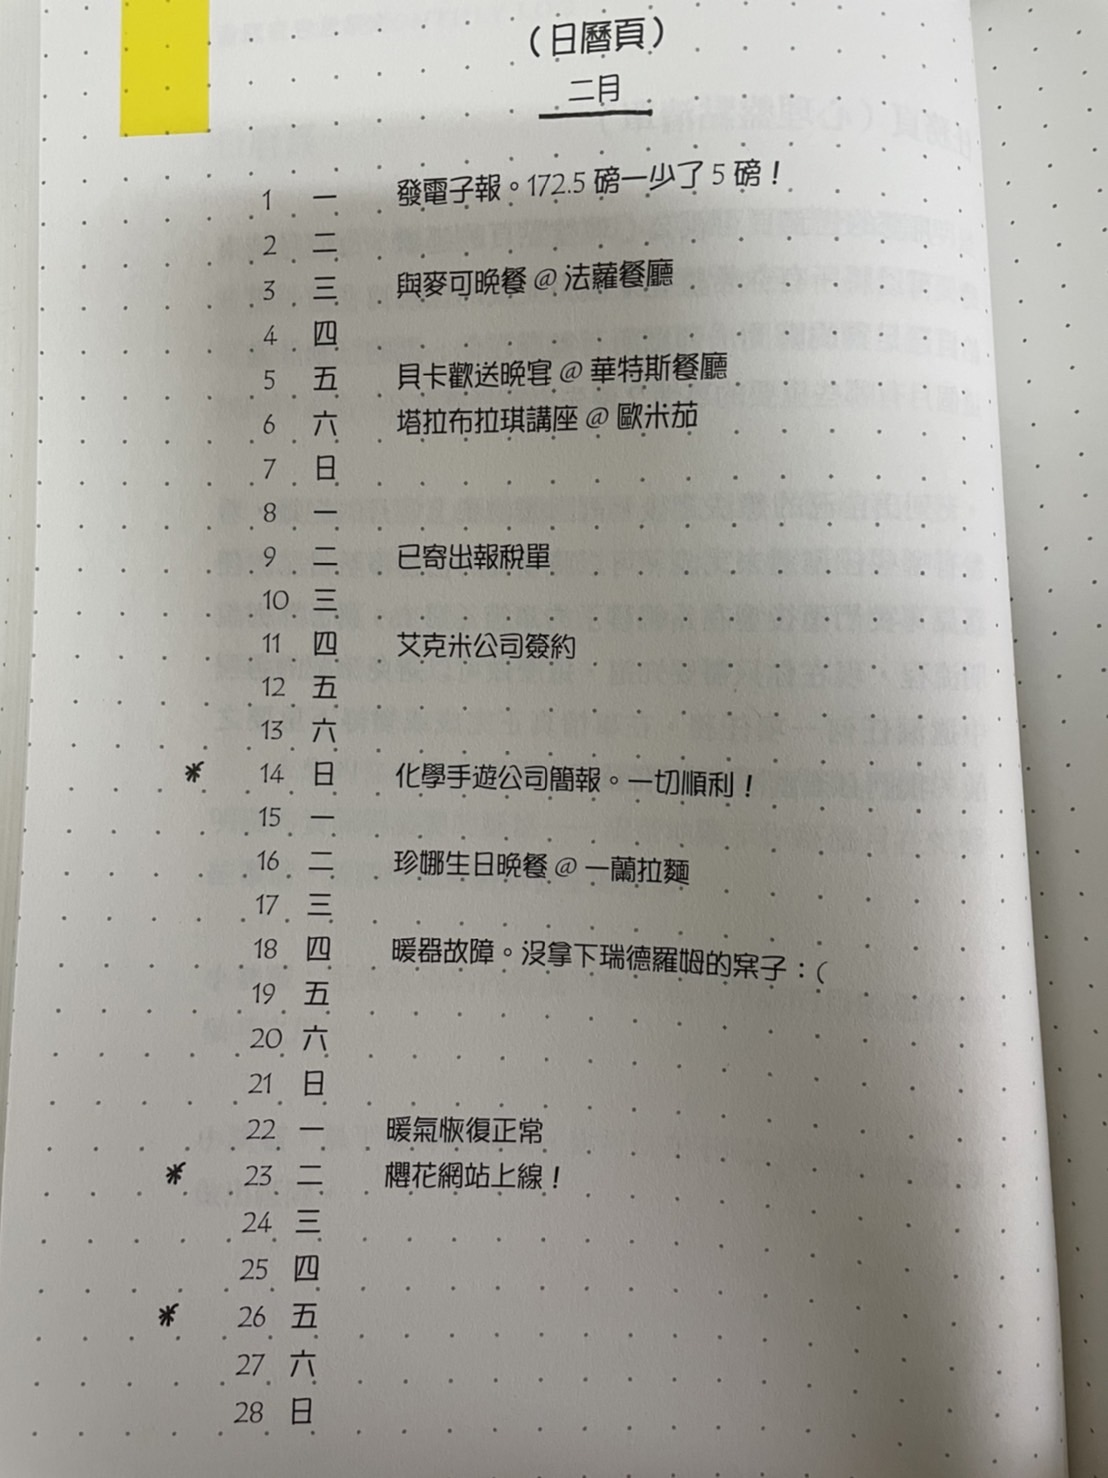 （日曆頁）
二月
1 一 發電子報。172.5 磅—少了 5 磅！
2 二
3 三 與麥可晚餐 @ 法蘿餐廳
4 四
5 五 貝卡歡送晚宴 @ 華特斯餐廳
6 六 塔拉布拉琪講座 @ 歐米茄
7 日
8 一
9 二 已寄出報稅單
10 三
11 四 艾克米公司簽約
12 五
13 六
* 14 日 化學手遊公司簡報。一切順利！
15 一
16 二 珍娜生日晚餐 @ 一蘭拉麵
17 三
18 四 暖器故障。沒拿下瑞德羅姆的案子：(
19 五
20 六
21 日
22 一 暖氣恢復正常
* 23 二 櫻花網站上線！
24 三
25 四
* 26 五
27 六
28 日